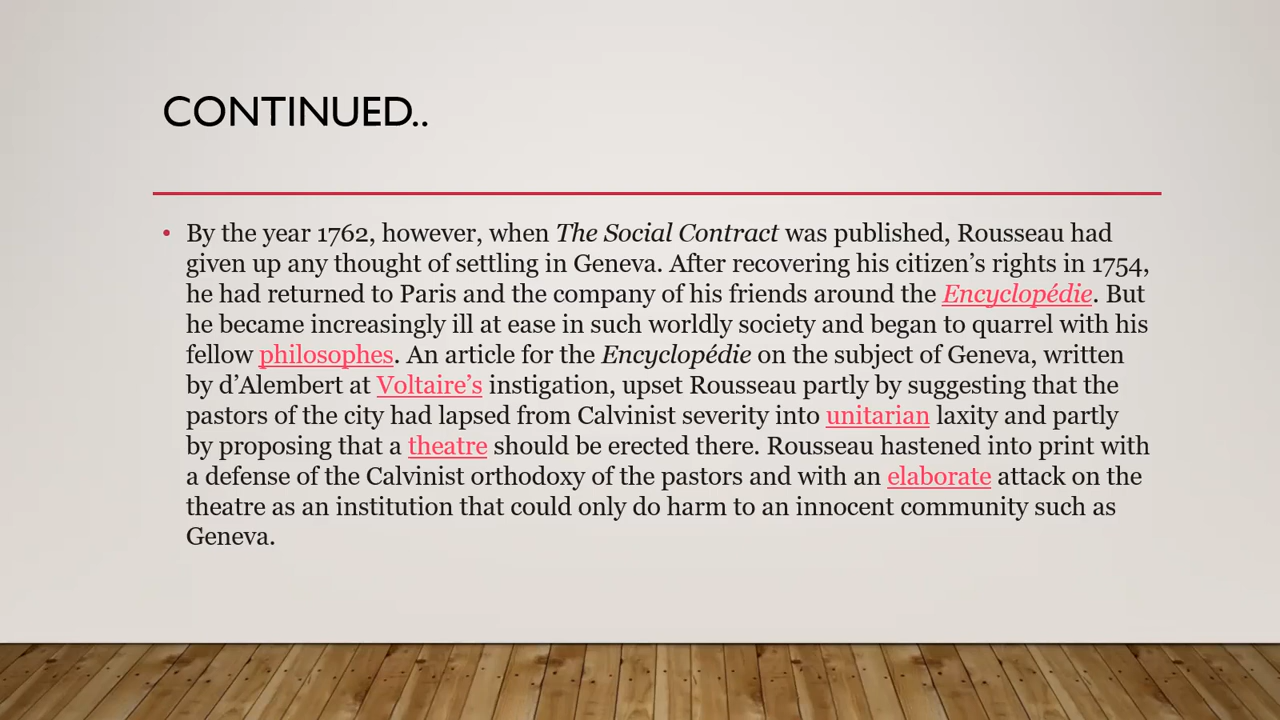 CONTINUED..
• By the year 1762, however, when The Social Contract was published, Rousseau had
given up any thought of settling in Geneva. After recovering his citizen’s rights in 1754,
he had returned to Paris and the company of his friends around the Encyclopédie. But
he became increasingly ill at ease in such worldly society and began to quarrel with his
fellow philosophes. An article for the Encyclopédie on the subject of Geneva, written
by d’Alembert at Voltaire’s instigation, upset Rousseau partly by suggesting that the
pastors of the city had lapsed from Calvinist severity into unitarian laxity and partly
by proposing that a theatre should be erected there. Rousseau hastened into print with
a defense of the Calvinist orthodoxy of the pastors and with an elaborate attack on the
theatre as an institution that could only do harm to an innocent community such as
Geneva.